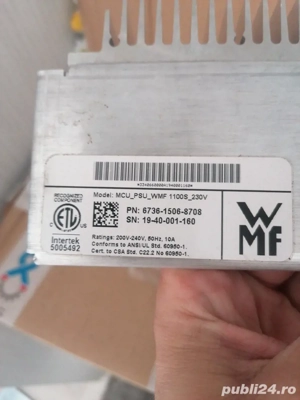 RECOGNIZED
COMPONENT
ETL
Intertek
5005492
Model: MCU_PSU_WMF 1100S_230V
PN: 6736-1506-8708
SN: 19-40-001-160
Ratings: 200V-240V, 50Hz, 10A
Conforms to ANSI/UL Std. 60950-1.
Cert. to CSA Std. C22.2 No 60950-1.
WMF
publi24.ro